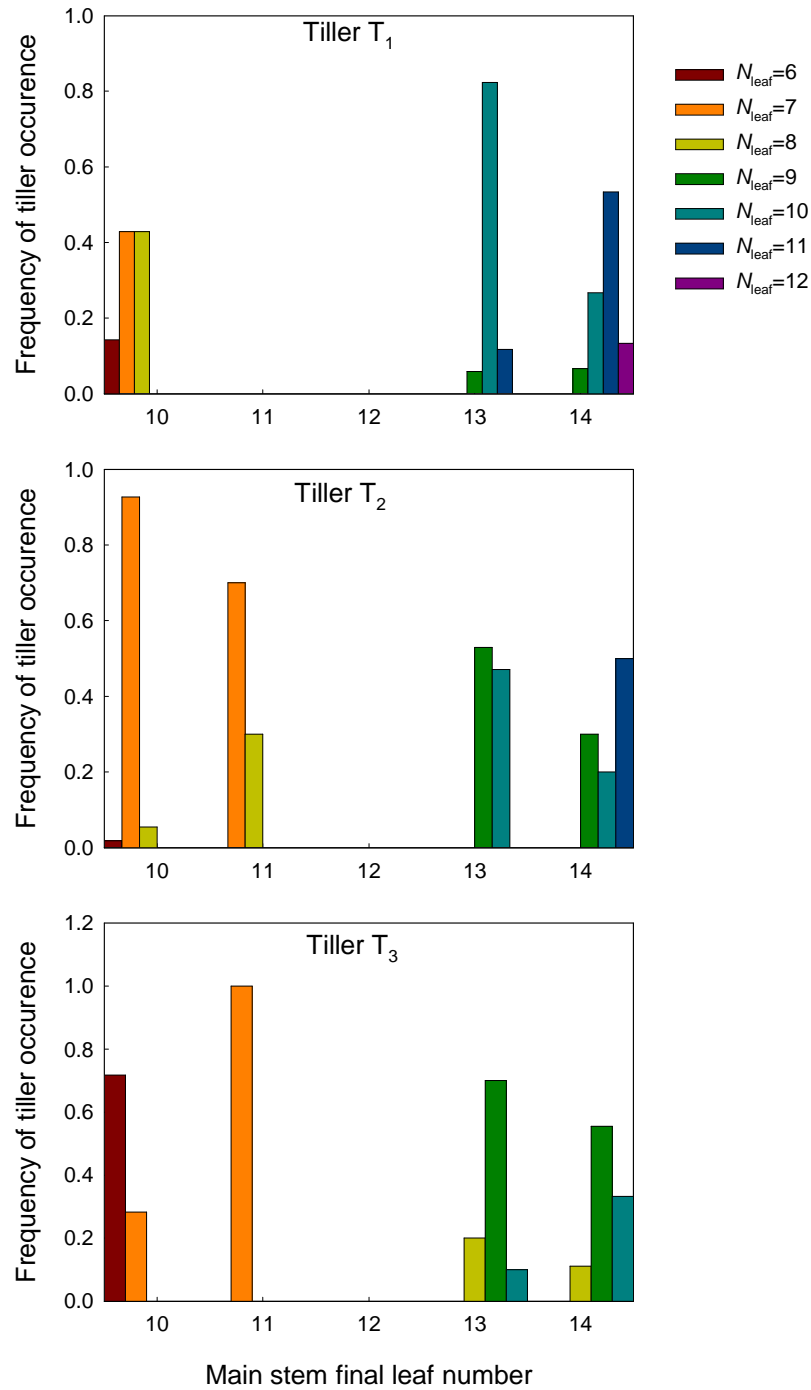 Tiller T1
Frequency of tiller occurence
1.0
0.8
0.6
0.4
0.2
0.0
10 11 12 13 14
Nleaf=6
Nleaf=7
Nleaf=8
Nleaf=9
Nleaf=10
Nleaf=11
Nleaf=12
Tiller T2
Frequency of tiller occurence
1.0
0.8
0.6
0.4
0.2
0.0
10 11 12 13 14
Tiller T3
Frequency of tiller occurence
1.2
1.0
0.8
0.6
0.4
0.2
0.0
10 11 12 13 14
Main stem final leaf number